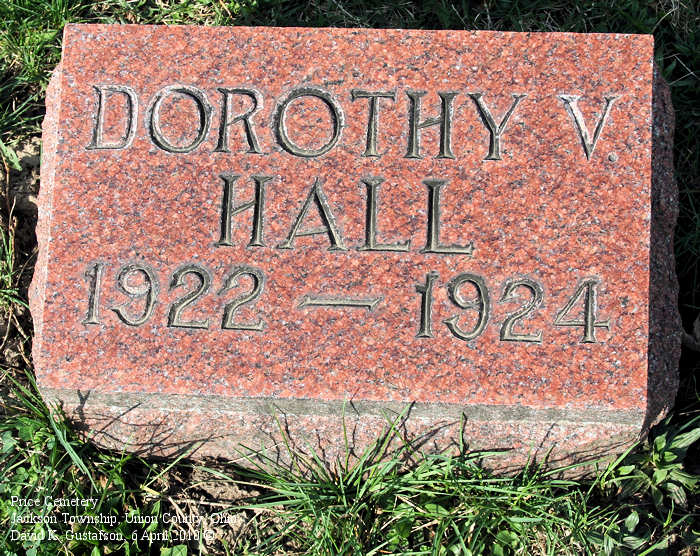 DOROTHY V.
HALL
1922 — 1924
Price Cemetery
Jackson Township, Union County, Ohio
David K. Gustafson, 6 April 2010 ©